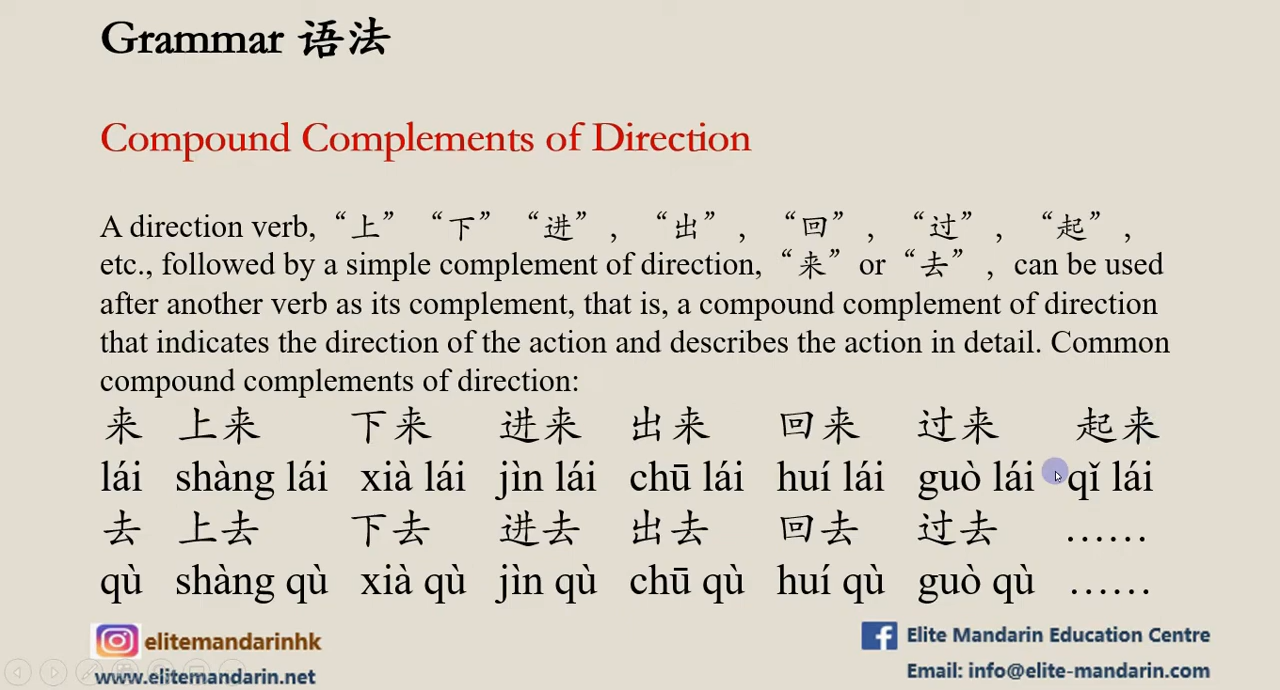 Grammar 语法
Compound Complements of Direction
A direction verb, “上” “下” “进” , “出” , “回” , “过” , “起” ,
etc., followed by a simple complement of direction, “来” or “去” , can be used
after another verb as its complement, that is, a compound complement of direction
that indicates the direction of the action and describes the action in detail. Common
compound complements of direction:
来 上来 下来 进来 出来 回来 过来 起来
lái shàng lái xià lái jìn lái chū lái huí lái guò lái qǐ lái
去 上去 下去 进去 出去 回去 过去 ……
qù shàng qù xià qù jìn qù chū qù huí qù guò qù ……
elitemandarinhk
www.elitemandarin.net
Elite Mandarin Education Centre
Email: info@elite-mandarin.com